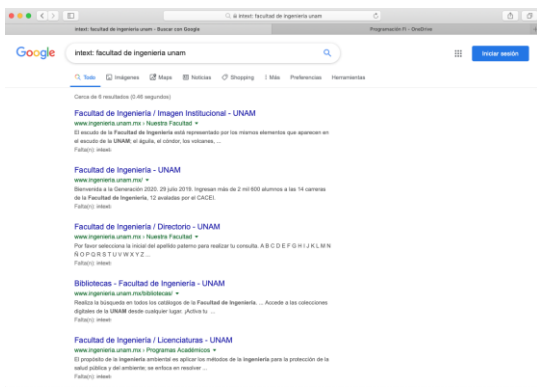 intext: facultad de ingenieria unam
intext: facultad de ingenieria unam - Buscar con Google
Programación FI - OneDrive
Google
intext: facultad de ingenieria unam
Iniciar sesión
Todo Imágenes Maps Noticias Shopping Más Preferencias Herramientas
Cerca de 6 resultados (0.46 segundos)
Facultad de Ingeniería / Imagen Institucional - UNAM
www.ingenieria.unam.mx › Nuestra Facultad
El escudo de la Facultad de Ingeniería está representado por los mismos elementos que aparecen en
el escudo de la UNAM; el águila, el cóndor, los volcanes, ...
Falta(n): intext:
Facultad de Ingeniería - UNAM
www.ingenieria.unam.mx/
Bienvenida a la Generación 2020. 29 julio 2019. Ingresan más de 2 mil 600 alumnos a las 14 carreras
de la Facultad de Ingeniería, 12 avaladas por el CACEI.
Falta(n): intext:
Facultad de Ingeniería / Directorio - UNAM
www.ingenieria.unam.mx › Nuestra Facultad
Por favor selecciona la inicial del apellido paterno para realizar tu consulta. A B C D E F G H I J K L M N
Ñ O P Q R S T U V W X Y Z ...
Falta(n): intext:
Bibliotecas - Facultad de Ingeniería - UNAM
www.ingenieria.unam.mx/bibliotecas/
Realiza la búsqueda en todos los catálogos de la Facultad de Ingeniería. ... Accede a las colecciones
digitales de la UNAM desde cualquier lugar. ¡Activa tu ...
Falta(n): intext:
Facultad de Ingeniería / Licenciaturas - UNAM
www.ingenieria.unam.mx › Programas Académicos
El propósito de la ingeniería ambiental es aplicar los métodos de la ingeniería para la protección de la
salud pública y del ambiente; se enfoca en resolver ...
Falta(n): intext: